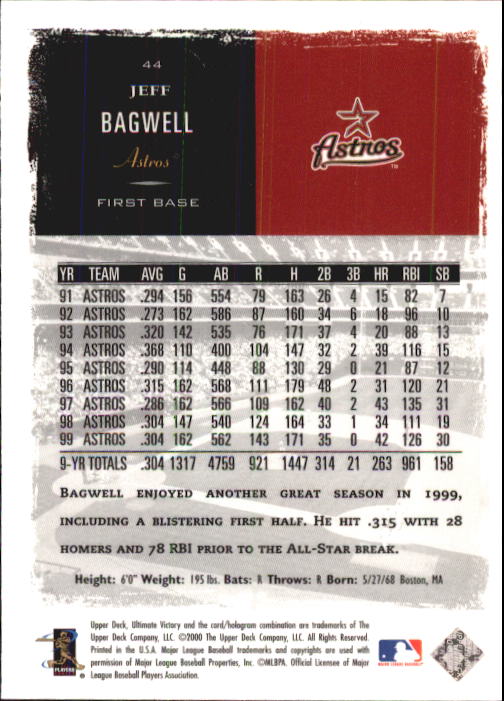 44
JEFF
BAGWELL
Astros
FIRST BASE
Astros
TM
YR TEAM AVG G AB R H 2B 3B HR RBI SB
91 ASTROS .294 156 554 79 163 26 4 15 82 7
92 ASTROS .273 162 586 87 160 34 6 18 96 10
93 ASTROS .320 142 535 76 171 37 4 20 88 13
94 ASTROS .368 110 400 104 147 32 2 39 116 15
95 ASTROS .290 114 448 88 130 29 0 21 87 12
96 ASTROS .315 162 568 111 179 48 2 31 120 21
97 ASTROS .286 162 566 109 162 40 2 43 135 31
98 ASTROS .304 147 540 124 164 33 1 34 111 19
99 ASTROS .304 162 562 143 171 35 0 42 126 30
9-YR TOTALS .304 1317 4759 921 1447 314 21 263 961 158
BAGWELL ENJOYED ANOTHER GREAT SEASON IN 1999,
INCLUDING A BLISTERING FIRST HALF. HE HIT .315 WITH 28
HOMERS AND 78 RBI PRIOR TO THE ALL-STAR BREAK.
Height: 6'0" Weight: 195 lbs. Bats: R Throws: R Born: 5/27/68 Boston, MA
Upper Deck, Ultimate Victory and the card/hologram combination are trademarks of The
Upper Deck Company, LLC. ©2000 The Upper Deck Company, LLC. All Rights Reserved.
Printed in the U.S.A. Major League Baseball trademarks and copyrights are used with
permission of Major League Baseball Properties, Inc. ©MLBPA. Official Licensee of Major
League Baseball Players Association.
PLAYERS
MAJOR LEAGUE BASEBALL